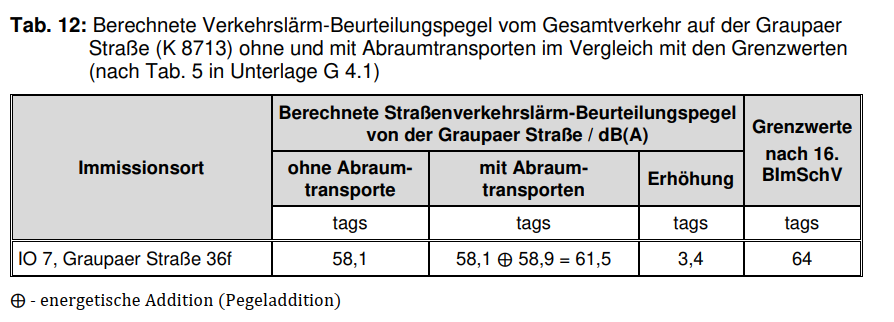 Tab. 12: Berechnete Verkehrslärm-Beurteilungspegel vom Gesamtverkehr auf der Graupaer
Straße (K 8713) ohne und mit Abraumtransporten im Vergleich mit den Grenzwerten
(nach Tab. 5 in Unterlage G 4.1)
Immissionsort
Berechnete Straßenverkehrslärm-Beurteilungspegel
von der Graupaer Straße / dB(A)
Grenzwerte
nach 16.
BImSchV
ohne Abraum-
transporte
mit Abraum-
transporten
Erhöhung
tags tags tags tags
IO 7, Graupaer Straße 36f 58,1 58,1 ⊕ 58,9 = 61,5 3,4 64
⊕ - energetische Addition (Pegeladdition)